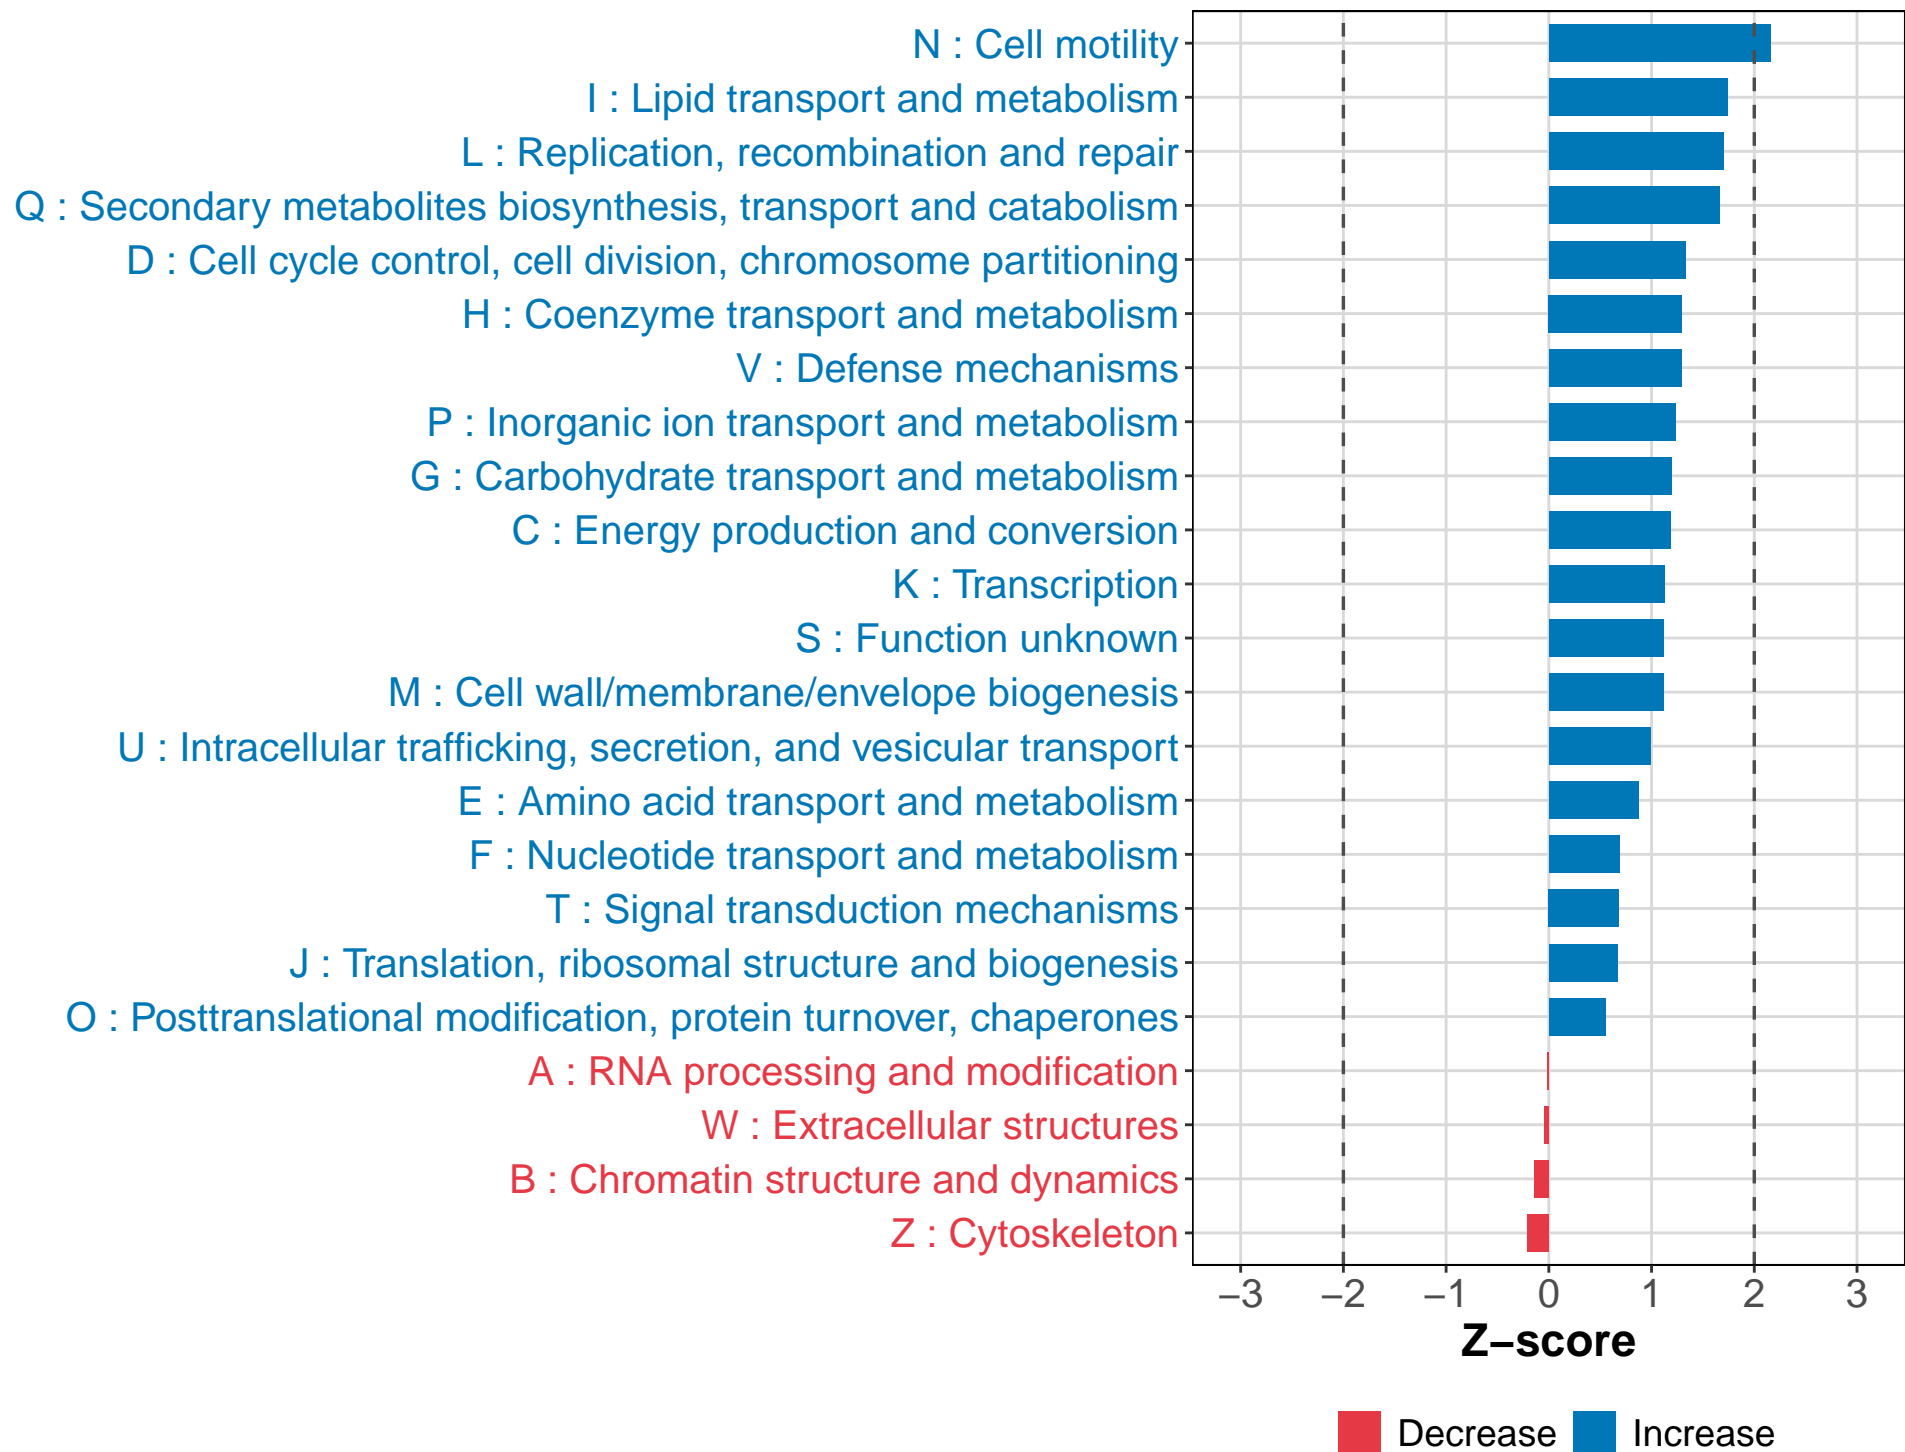 N : Cell motility
I : Lipid transport and metabolism
L : Replication, recombination and repair
Q : Secondary metabolites biosynthesis, transport and catabolism
D : Cell cycle control, cell division, chromosome partitioning
H : Coenzyme transport and metabolism
V : Defense mechanisms
P : Inorganic ion transport and metabolism
G : Carbohydrate transport and metabolism
C : Energy production and conversion
K : Transcription
S : Function unknown
M : Cell wall/membrane/envelope biogenesis
U : Intracellular trafficking, secretion, and vesicular transport
E : Amino acid transport and metabolism
F : Nucleotide transport and metabolism
T : Signal transduction mechanisms
J : Translation, ribosomal structure and biogenesis
O : Posttranslational modification, protein turnover, chaperones
A : RNA processing and modification
W : Extracellular structures
B : Chromatin structure and dynamics
Z : Cytoskeleton
−3 −2 −1 0 1 2 3
Z−score
Decrease Increase